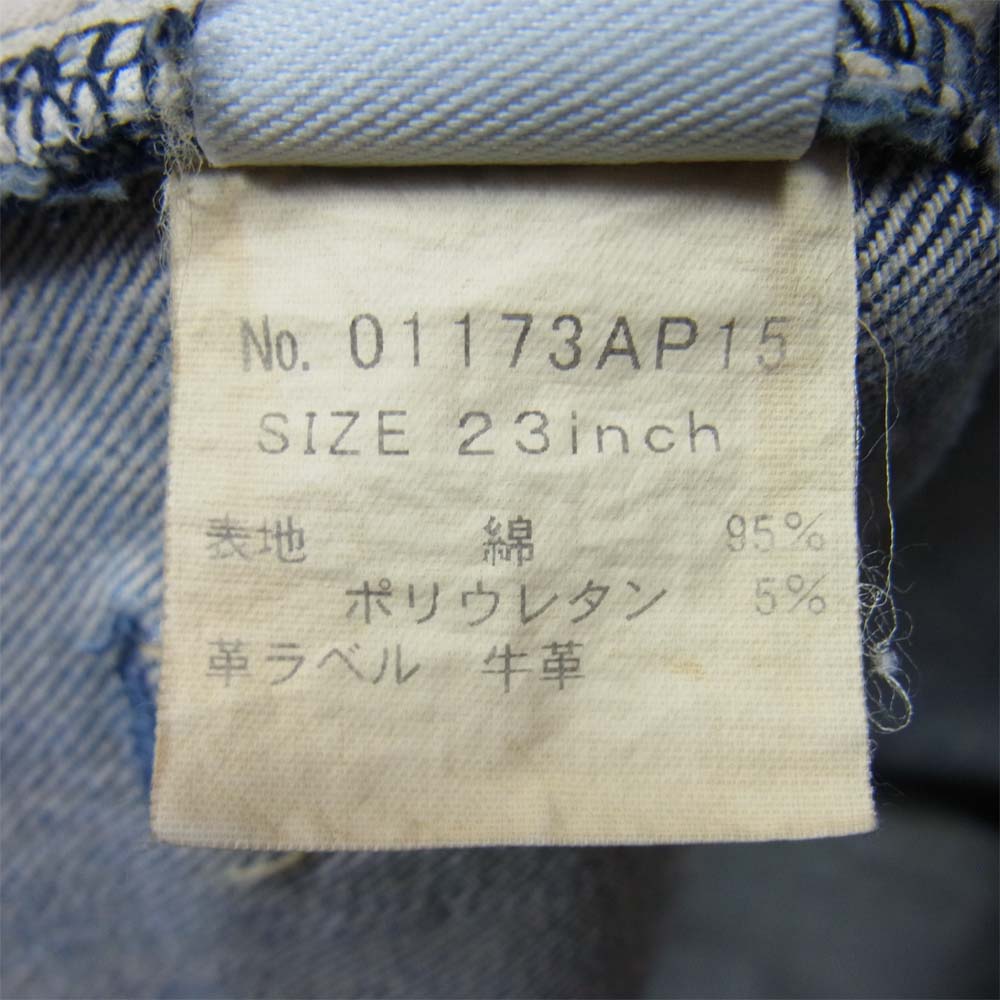 No. 01173AP15
SIZE 23inch
表地 綿 95%
ポリウレタン 5%
革ラベル 牛革